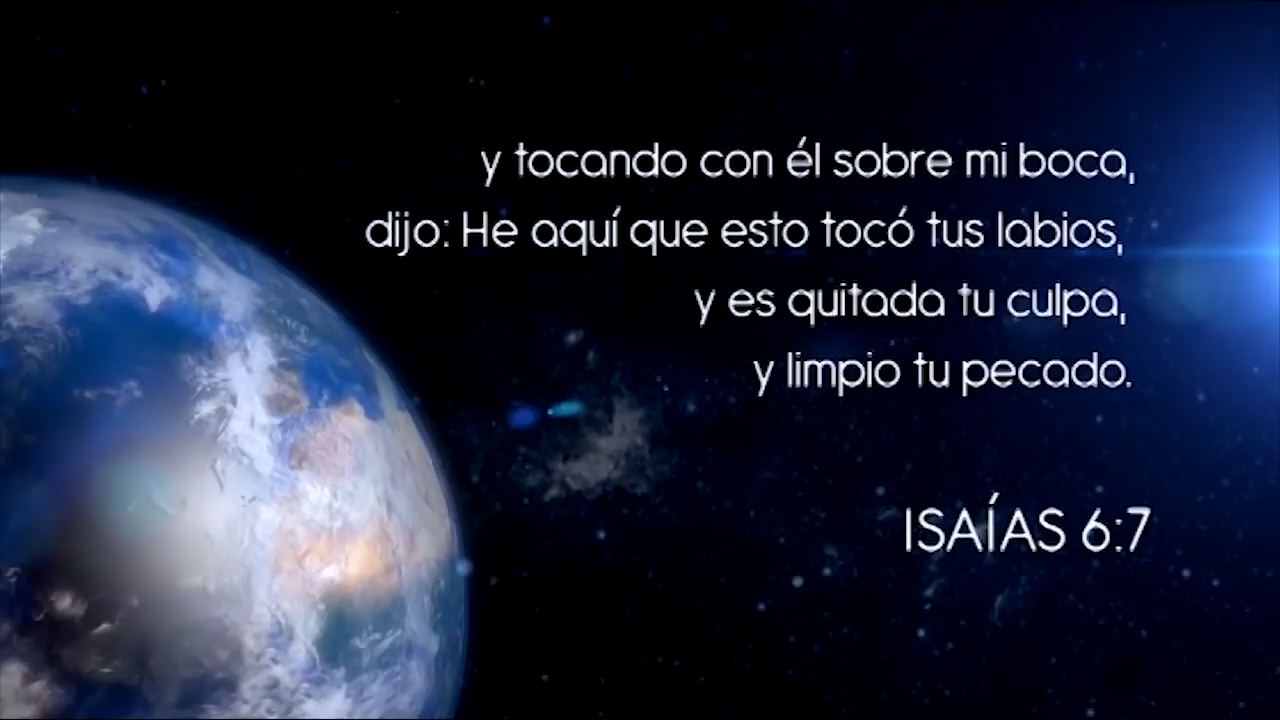 y tocando con él sobre mi boca,
dijo: He aquí que esto tocó tus labios,
y es quitada tu culpa,
y limpio tu pecado.
ISAÍAS 6:7